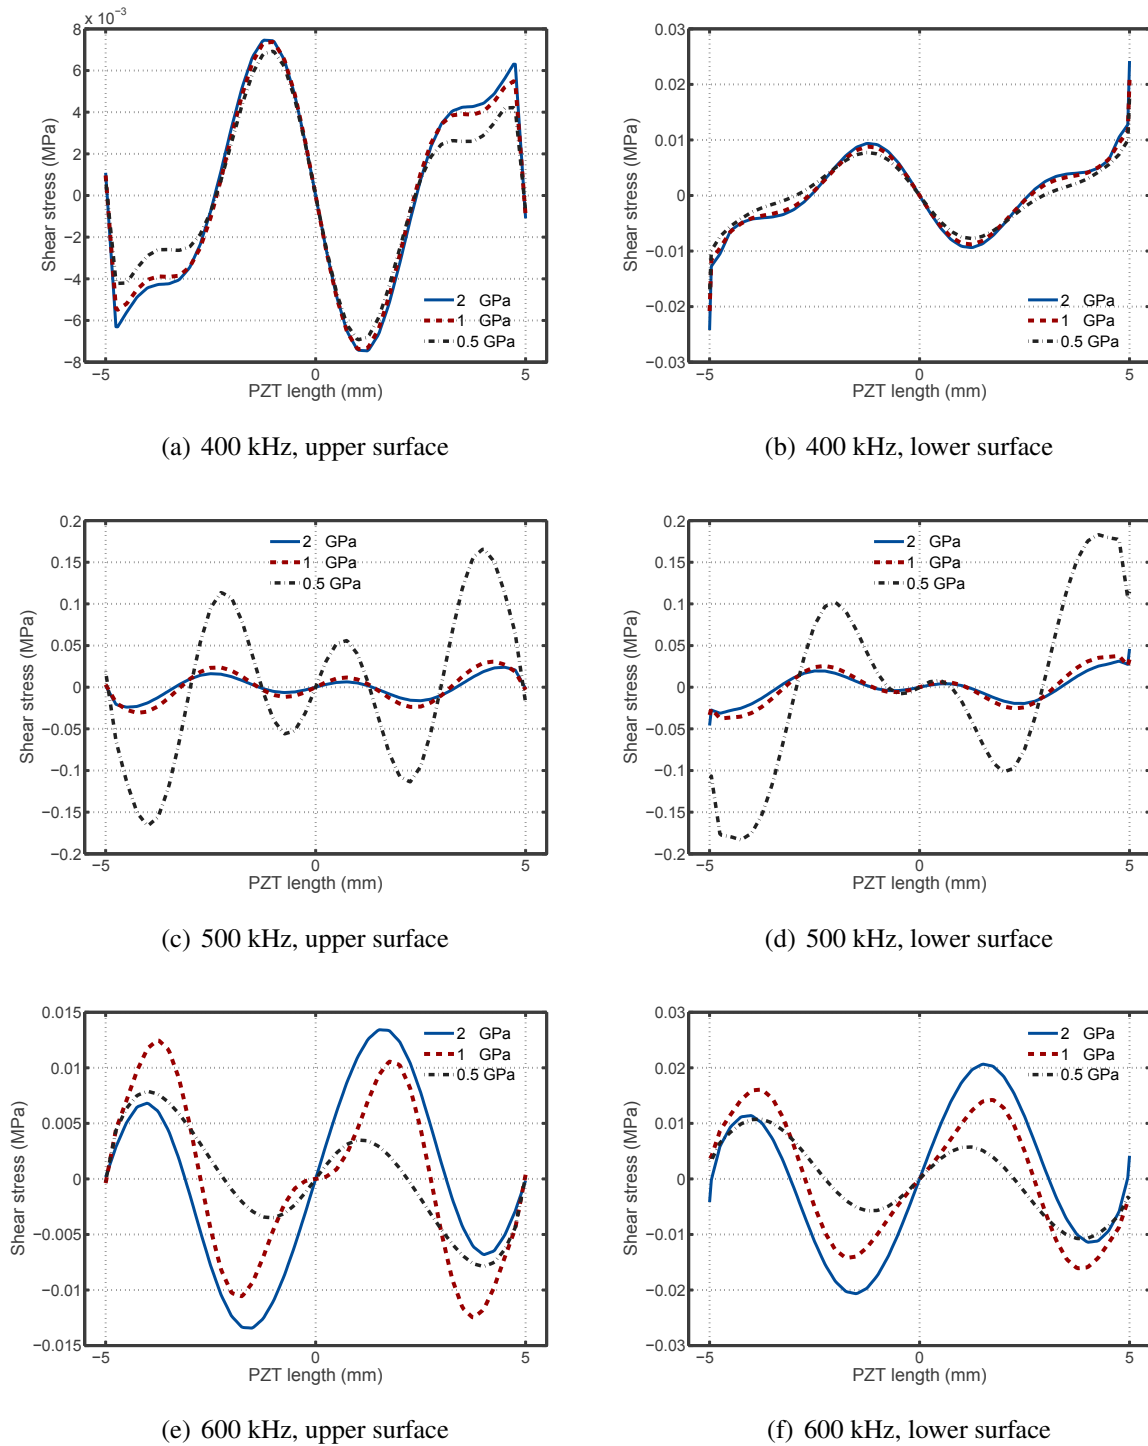 x 10⁻³
8
6
4
2
0
−2
−4
−6
−8
Shear stress (MPa)
2 GPa
1 GPa
0.5 GPa
−5 0 5
PZT length (mm)
(a) 400 kHz, upper surface
0.03
0.02
0.01
0
−0.01
−0.02
−0.03
Shear stress (MPa)
2 GPa
1 GPa
0.5 GPa
−5 0 5
PZT length (mm)
(b) 400 kHz, lower surface
0.2
0.15
0.1
0.05
0
−0.05
−0.1
−0.15
−0.2
Shear stress (MPa)
2 GPa
1 GPa
0.5 GPa
−5 0 5
PZT length (mm)
(c) 500 kHz, upper surface
0.2
0.15
0.1
0.05
0
−0.05
−0.1
−0.15
−0.2
Shear stress (MPa)
2 GPa
1 GPa
0.5 GPa
−5 0 5
PZT length (mm)
(d) 500 kHz, lower surface
0.015
0.01
0.005
0
−0.005
−0.01
−0.015
Shear stress (MPa)
2 GPa
1 GPa
0.5 GPa
−5 0 5
PZT length (mm)
(e) 600 kHz, upper surface
0.03
0.02
0.01
0
−0.01
−0.02
−0.03
Shear stress (MPa)
2 GPa
1 GPa
0.5 GPa
−5 0 5
PZT length (mm)
(f) 600 kHz, lower surface